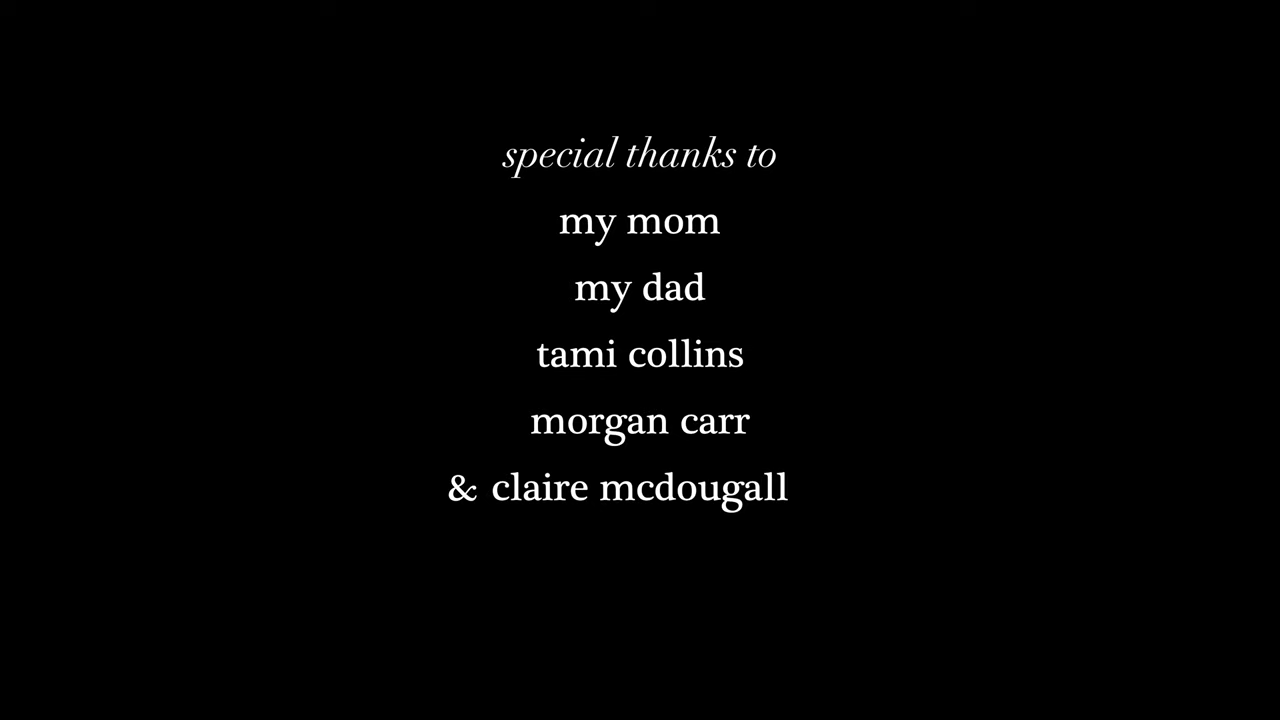 special thanks to
my mom
my dad
tami collins
morgan carr
& claire mcdougall